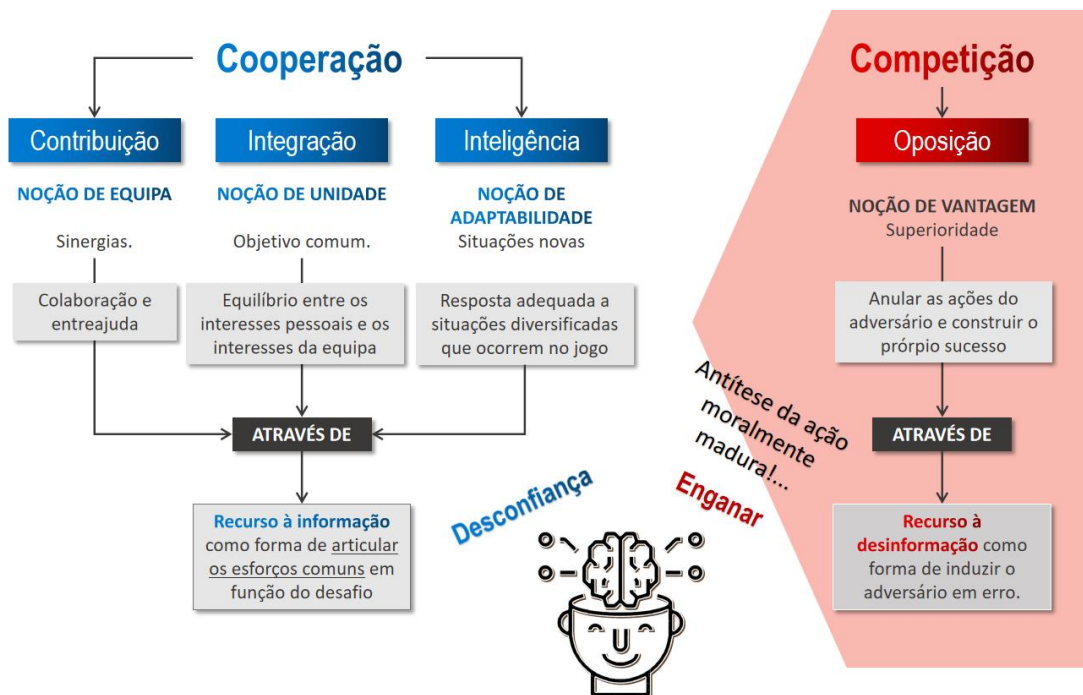 Cooperação
Contribuição
NOÇÃO DE EQUIPA
Sinergias.
Colaboração e
entreajuda
Integração
NOÇÃO DE UNIDADE
Objetivo comum.
Equilíbrio entre os
interesses pessoais e os
interesses da equipa
Inteligência
NOÇÃO DE
ADAPTABILIDADE
Situações novas
Resposta adequada a
situações diversificadas
que ocorrem no jogo
ATRAVÉS DE
Recurso à informação
como forma de articular
os esforços comuns em
função do desafio
Desconfiança
Enganar
Antítese da ação
moralmente
madura!...
Competição
Oposição
NOÇÃO DE VANTAGEM
Superioridade
Anular as ações do
adversário e construir o
prórpio sucesso
ATRAVÉS DE
Recurso à
desinformação como
forma de induzir o
adversário em erro.